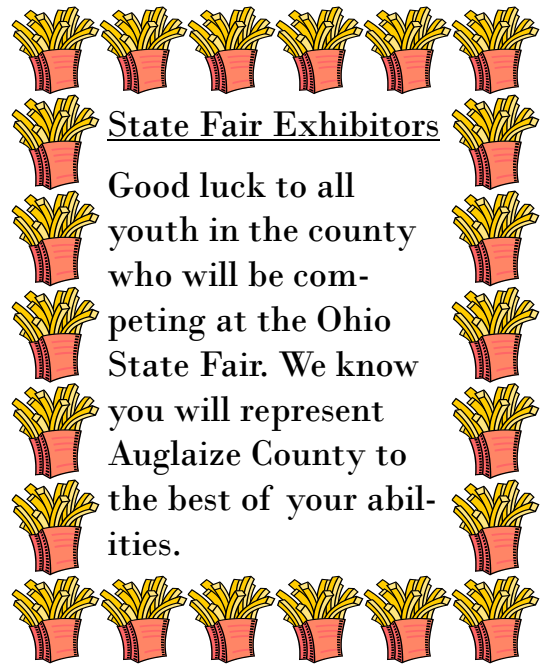 State Fair Exhibitors
Good luck to all
youth in the county
who will be com-
peting at the Ohio
State Fair. We know
you will represent
Auglaize County to
the best of your abil-
ities.